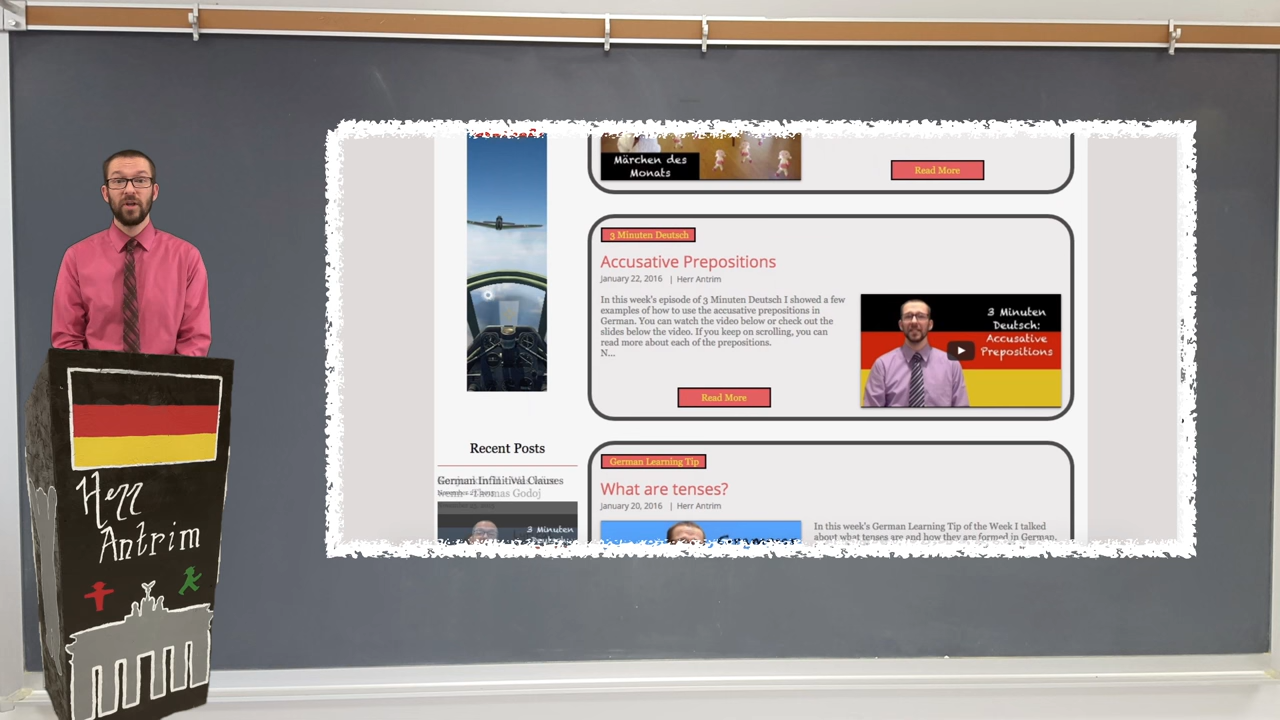 Herr
Antrim
Märchen des
Monats
Read More
3 Minuten Deutsch
Accusative Prepositions
January 22, 2016 | Herr Antrim
In this week's episode of 3 Minuten Deutsch I showed a few
examples of how to use the accusative prepositions in
German. You can watch the video below or check out the
slides below the video. If you keep on scrolling, you can
read more about each of the prepositions.
N...
Read More
3 Minuten
Deutsch:
Accusative
Prepositions
Recent Posts
German Infinitival Clauses
Thomas Godoj
3 Minuten
German Learning Tip
What are tenses?
January 20, 2016 | Herr Antrim
In this week's German Learning Tip of the Week I talked
about what tenses are and how they are formed in German.